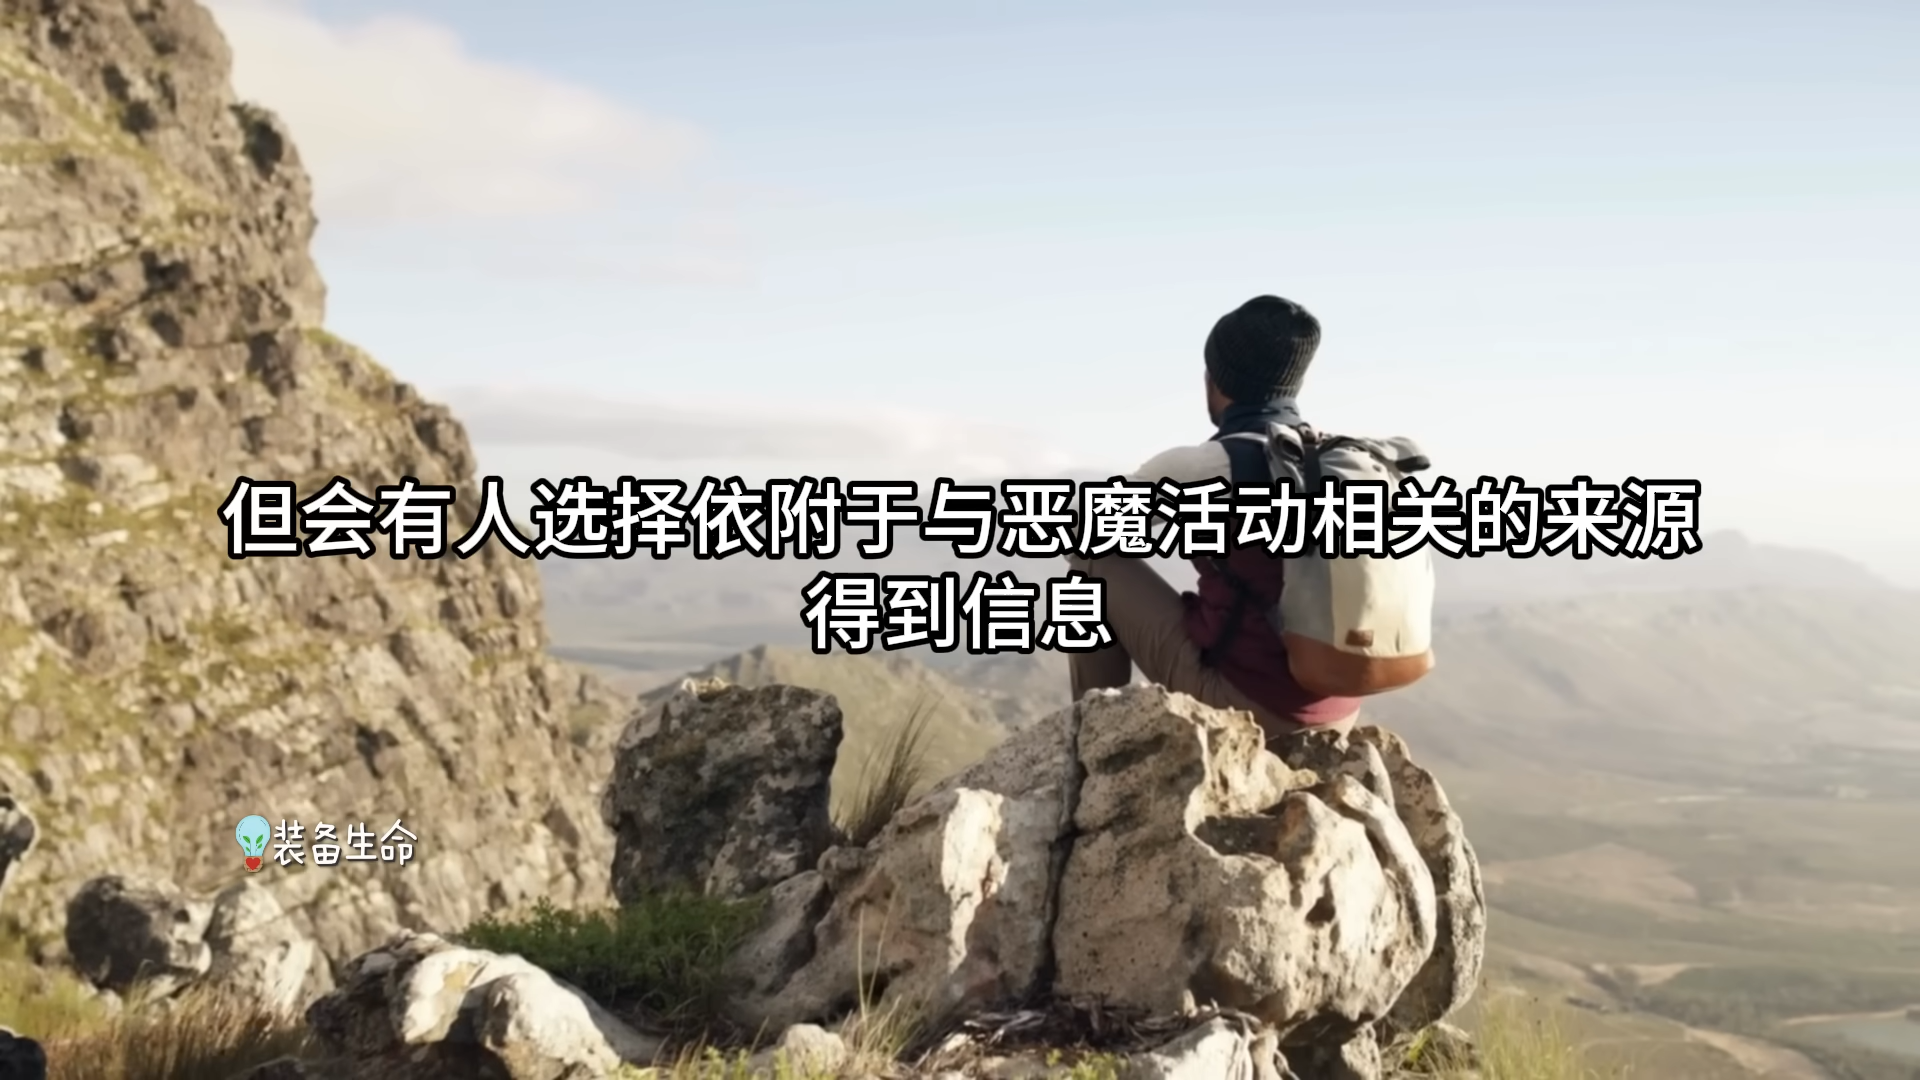 但会有人选择依附于与恶魔活动相关的来源
得到信息
装备生命